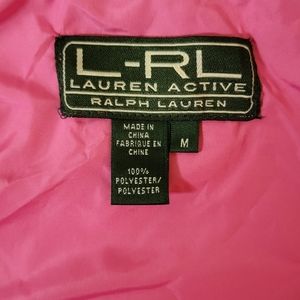 L-RL
LAUREN ACTIVE
RALPH LAUREN
MADE IN
CHINA
FABRIQUE EN
CHINE
M
100%
POLYESTER/
POLYESTER